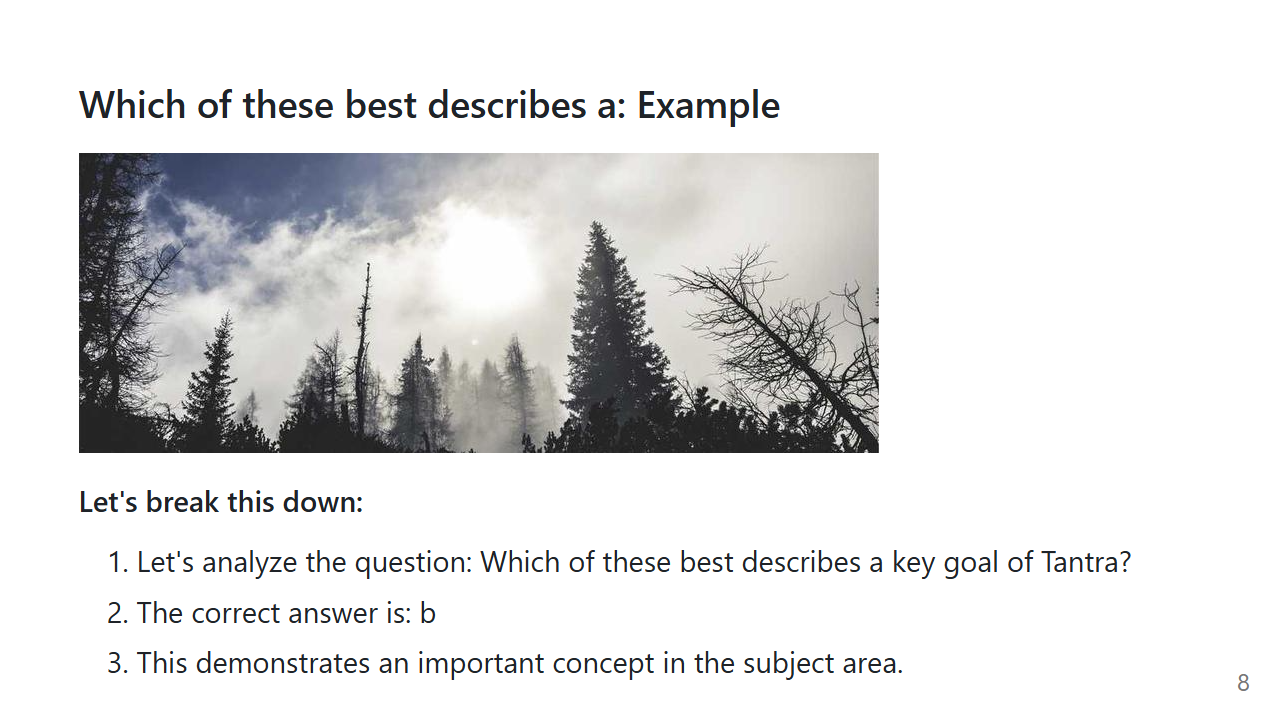 Which of these best describes a: Example
Let's break this down:
1. Let's analyze the question: Which of these best describes a key goal of Tantra?
2. The correct answer is: b
3. This demonstrates an important concept in the subject area.
8